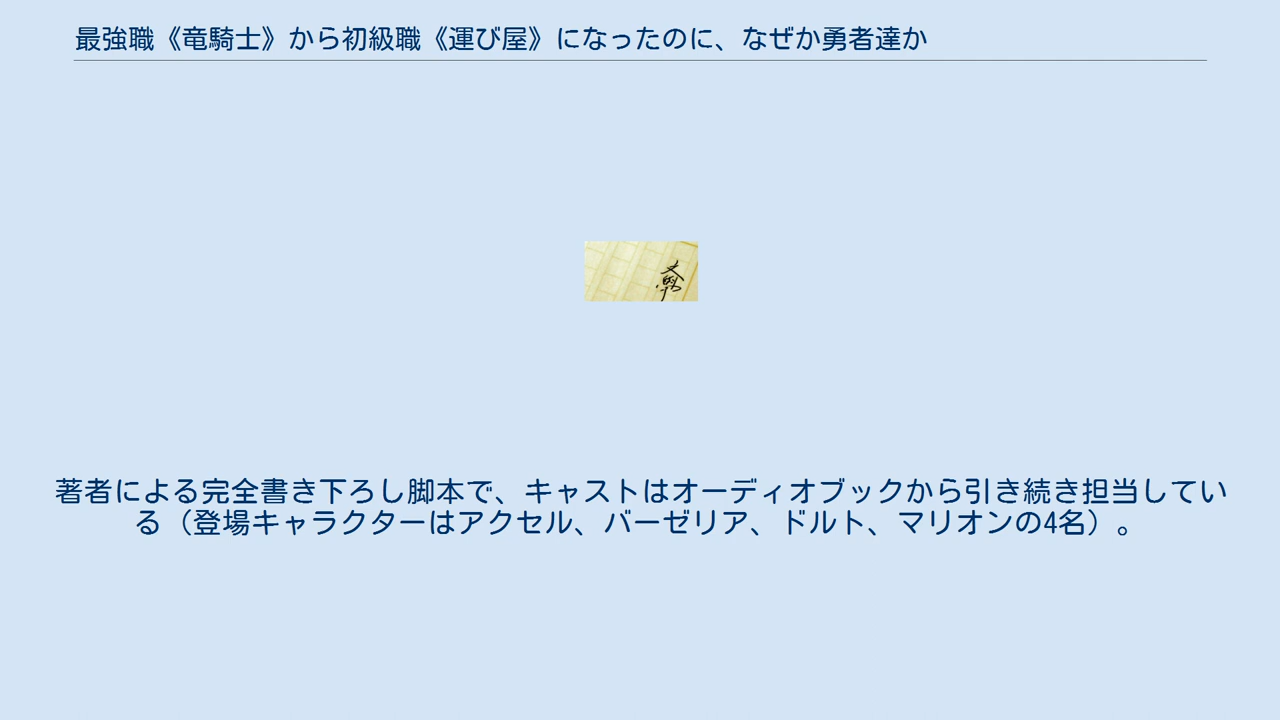 最強職《竜騎士》から初級職《運び屋》になったのに、なぜか勇者達か
著者による完全書き下ろし脚本で、キャストはオーディオブックから引き続き担当してい
る（登場キャラクターはアクセル、バーゼリア、ドルト、マリオンの4名）。